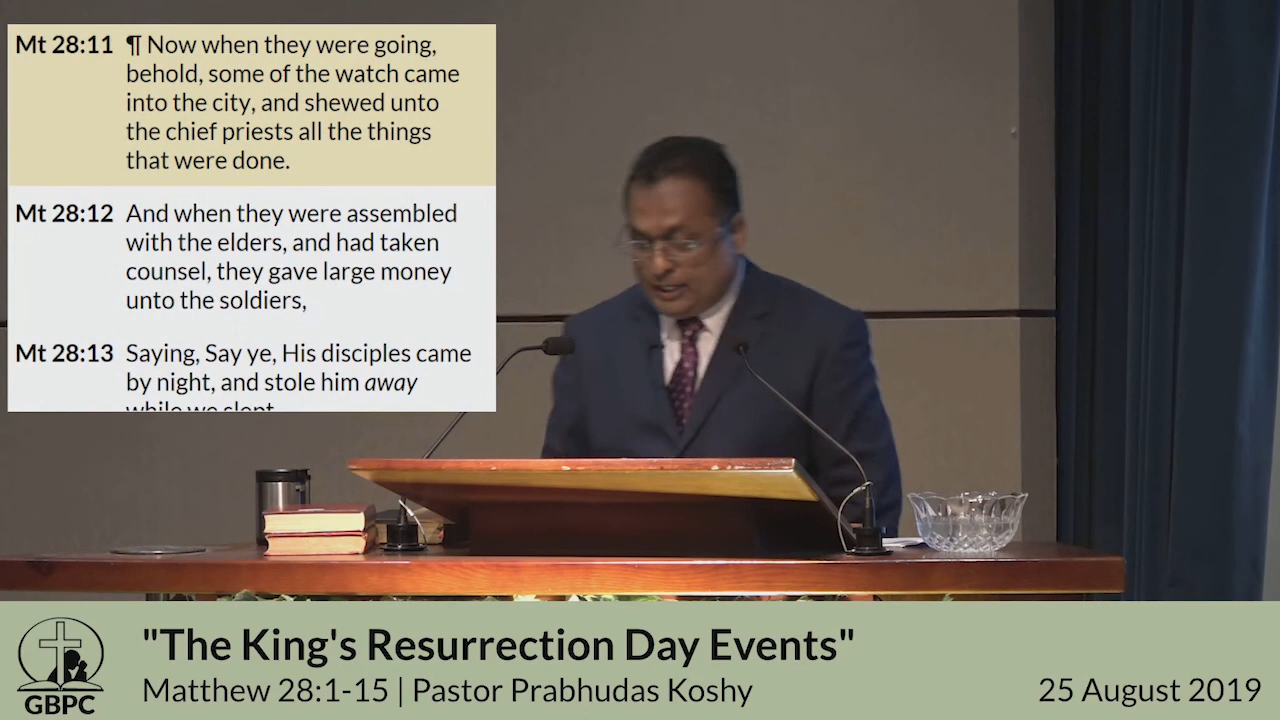 Mt 28:11 ¶ Now when they were going,
behold, some of the watch came
into the city, and shewed unto
the chief priests all the things
that were done.
Mt 28:12 And when they were assembled
with the elders, and had taken
counsel, they gave large money
unto the soldiers,
Mt 28:13 Saying, Say ye, His disciples came
by night, and stole him away
while we slept
"The King's Resurrection Day Events"
Matthew 28:1-15 | Pastor Prabhudas Koshy
25 August 2019
GBPC